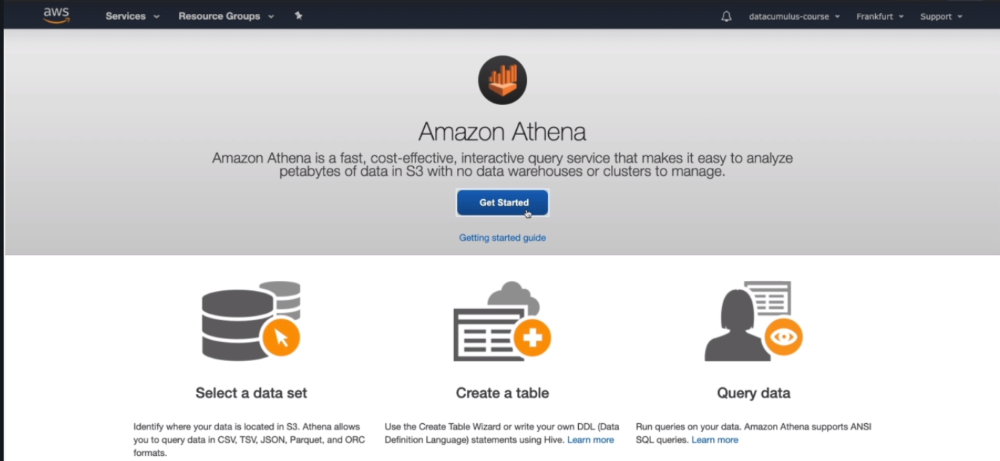 aws Services Resource Groups datacumulus-course Frankfurt Support
Amazon Athena
Amazon Athena is a fast, cost-effective, interactive query service that makes it easy to analyze
petabytes of data in S3 with no data warehouses or clusters to manage.
Get Started
Getting started guide
Select a data set
Identify where your data is located in S3. Athena allows
you to query data in CSV, TSV, JSON, Parquet, and ORC
formats.
Create a table
Use the Create Table Wizard or write your own DDL (Data
Definition Language) statements using Hive. Learn more
Query data
Run queries on your data. Amazon Athena supports ANSI
SQL queries. Learn more